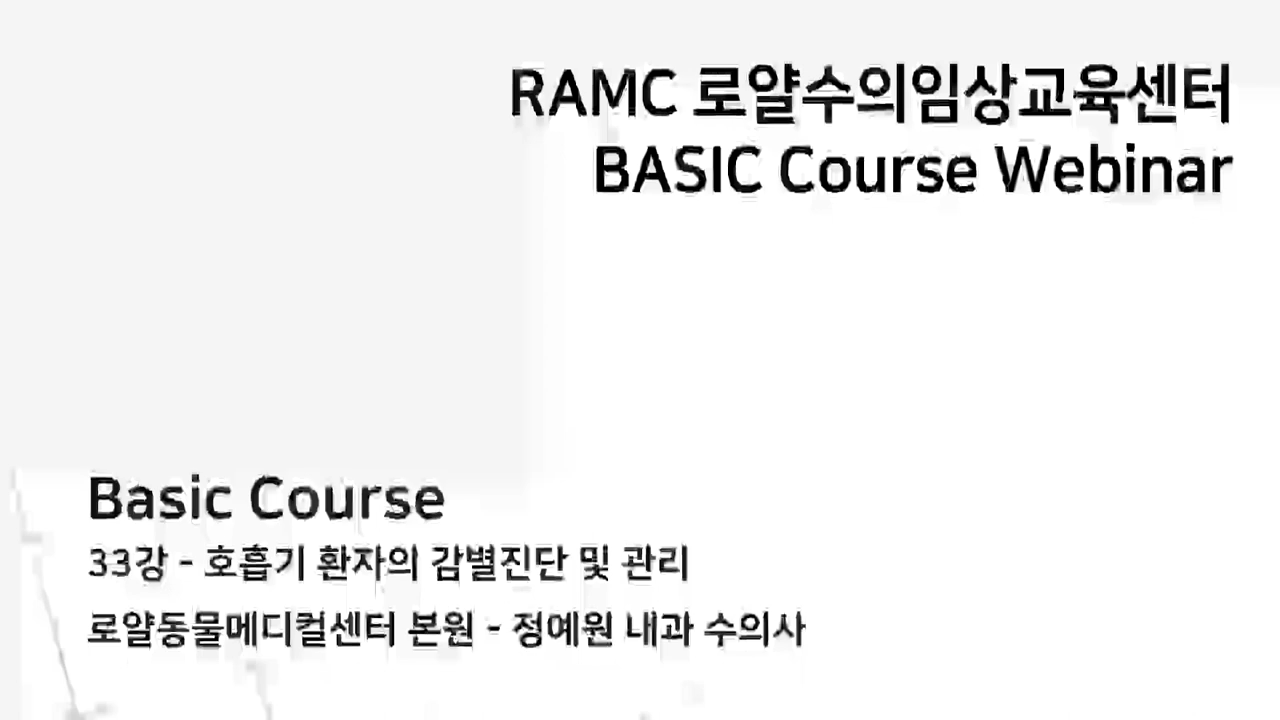 RAMC 로얄수의임상교육센터
BASIC Course Webinar
Basic Course
33강 - 호흡기 환자의 감별진단 및 관리
로얄동물메디컬센터 본원 - 정예원 내과 수의사